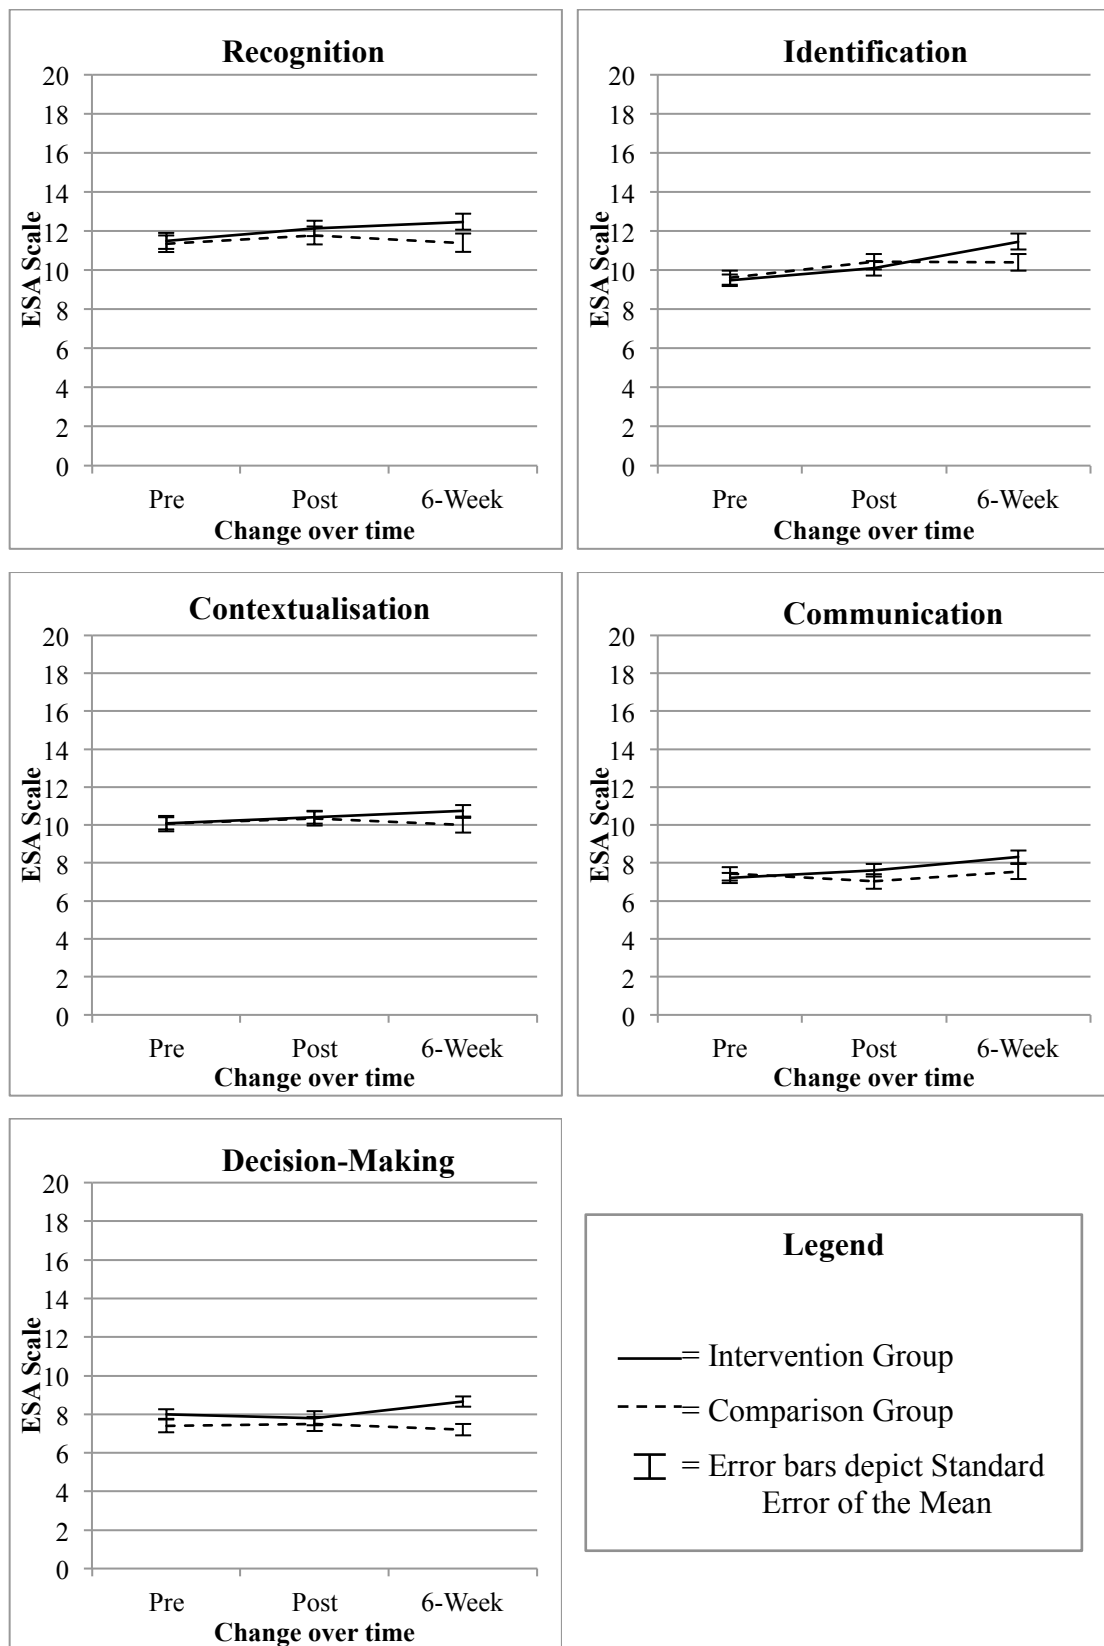 Recognition
20
18
16
14
12
10
8
6
4
2
0
ESA Scale
Pre Post 6-Week
Change over time
Identification
20
18
16
14
12
10
8
6
4
2
0
ESA Scale
Pre Post 6-Week
Change over time
Contextualisation
20
18
16
14
12
10
8
6
4
2
0
ESA Scale
Pre Post 6-Week
Change over time
Communication
20
18
16
14
12
10
8
6
4
2
0
ESA Scale
Pre Post 6-Week
Change over time
Decision-Making
20
18
16
14
12
10
8
6
4
2
0
ESA Scale
Pre Post 6-Week
Change over time
Legend
= Intervention Group
= Comparison Group
= Error bars depict Standard
Error of the Mean